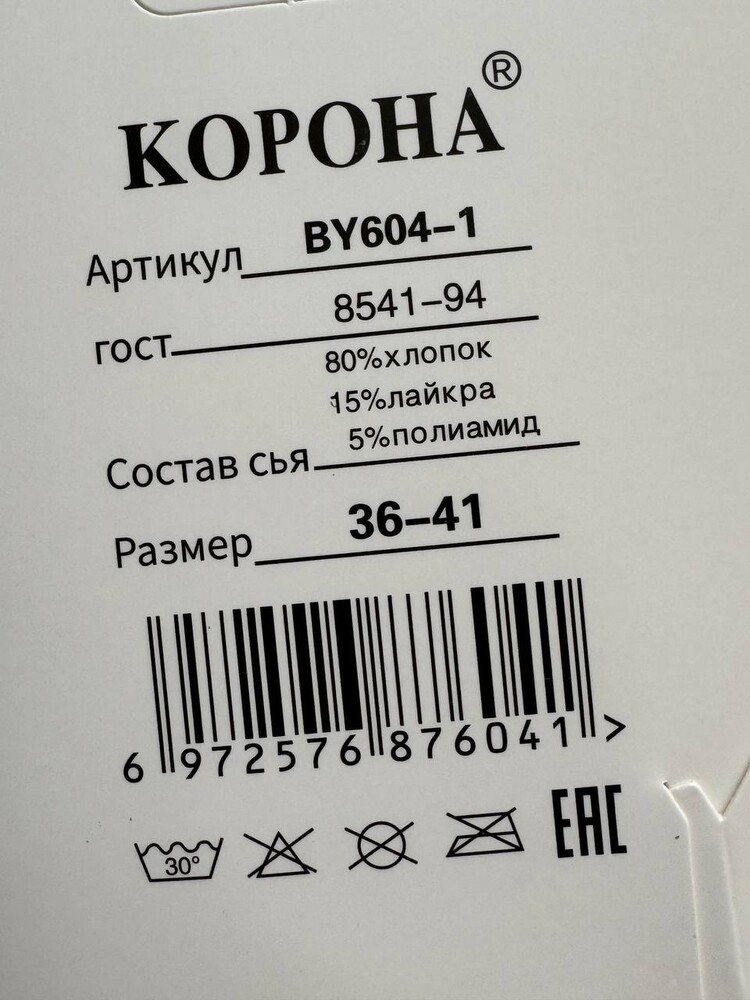 КОРОНА®
Артикул BY604-1
гост 8541-94
80%хлопок
15%лайкра
5%полиамид
Состав сья
Размер 36-41
6 972576 876041 >
30°
EAC